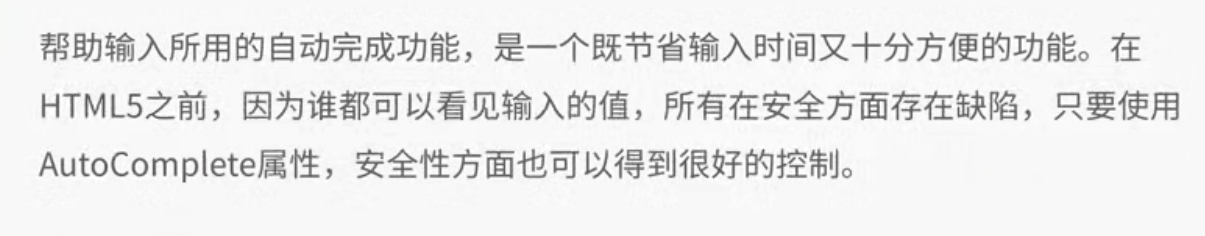 帮助输入所用的自动完成功能，是一个既节省输入时间又十分方便的功能。在
HTML5之前，因为谁都可以看见输入的值，所有在安全方面存在缺陷，只要使用
AutoComplete属性，安全性方面也可以得到很好的控制。